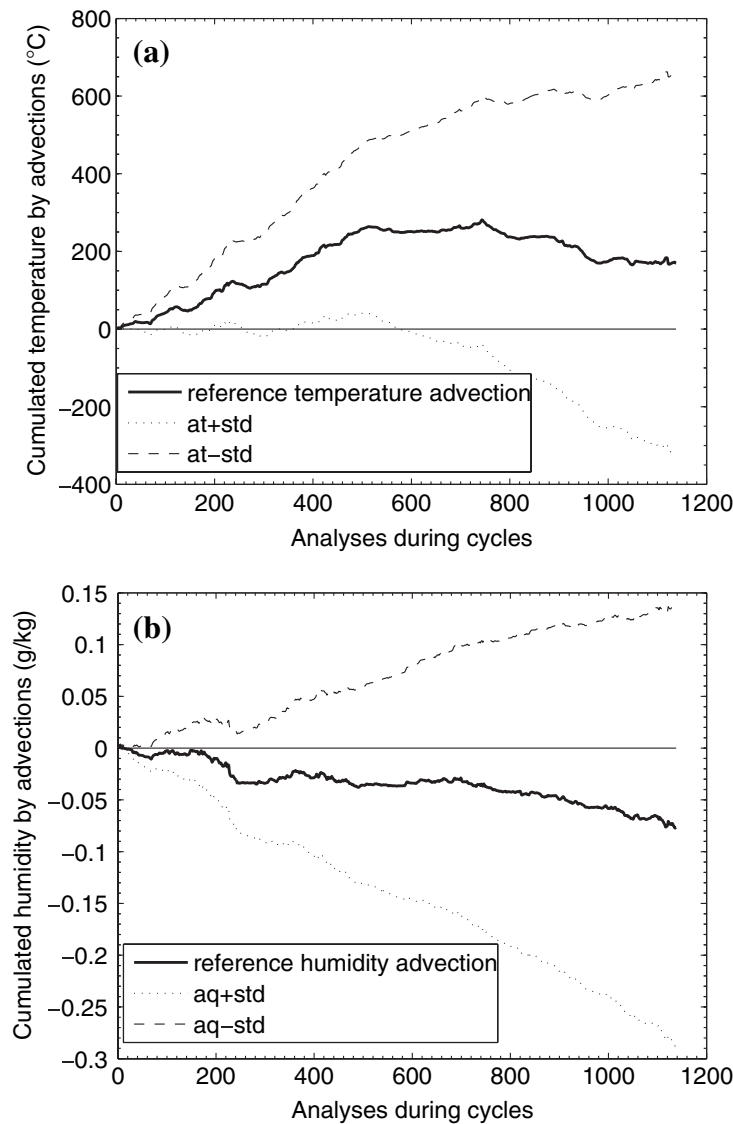 (a)
Cumulated temperature by advections (°C)
800
600
400
200
0
−200
−400
reference temperature advection
at+std
at−std
0 200 400 600 800 1000 1200
Analyses during cycles
(b)
Cumulated humidity by advections (g/kg)
0.15
0.1
0.05
0
−0.05
−0.1
−0.15
−0.2
−0.25
−0.3
reference humidity advection
aq+std
aq−std
0 200 400 600 800 1000 1200
Analyses during cycles